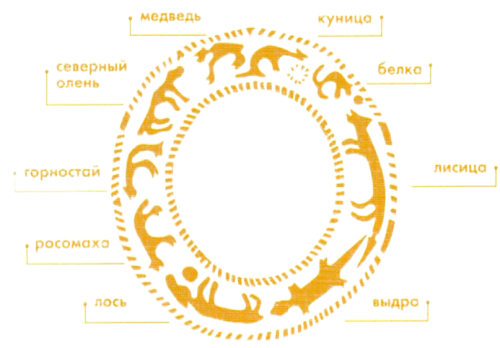 медведь
куница
северный
олень
белка
горностай
лисица
росомаха
лось
выдра